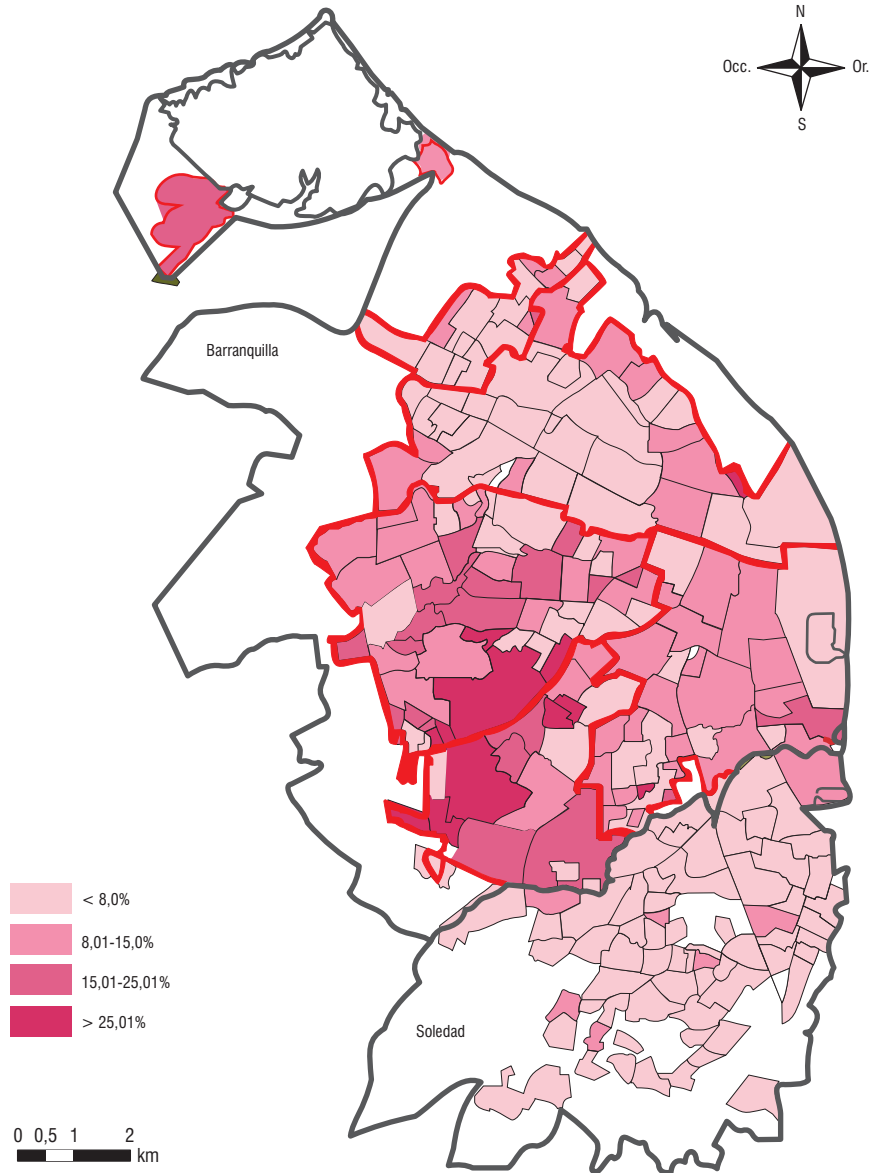 N
Occ. Or.
S
Barranquilla
< 8,0%
8,01-15,0%
15,01-25,01%
> 25,01%
Soledad
0 0,5 1 2
km